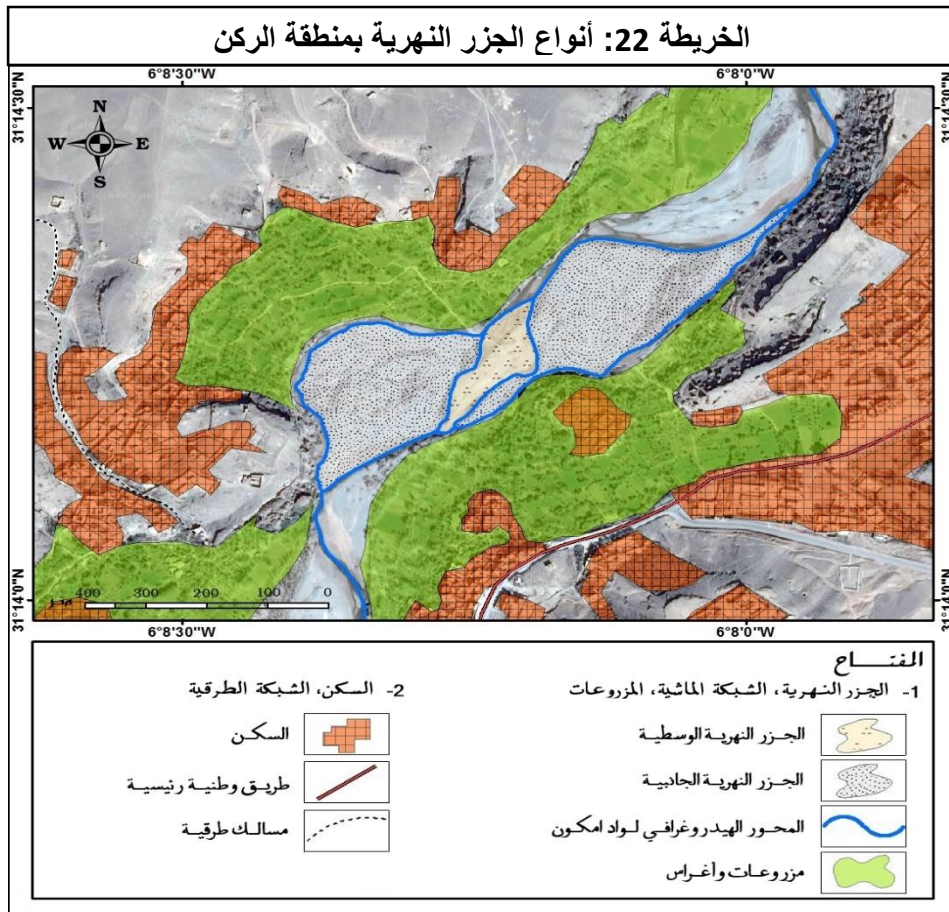 الخريطة 22: أنواع الجزر النهرية بمنطقة الركن
6°8'30"W
6°8'0"W
31°14'30"N
31°14'30"N
N
W
E
S
31°14'0"N
31°14'0"N
400 300 200 100 0
6°8'30"W
6°8'0"W
المفتاح
1- الجزر النهرية، الشبكة المائية، المزروعات
الجزر النهرية الوسطية
الجزر النهرية الجانبية
المحور الهيدروغرافي لواد امكون
مزروعات وأغراس
2- السكن، الشبكة الطرقية
السكن
طريق وطنية رئيسية
مسالك طرقية